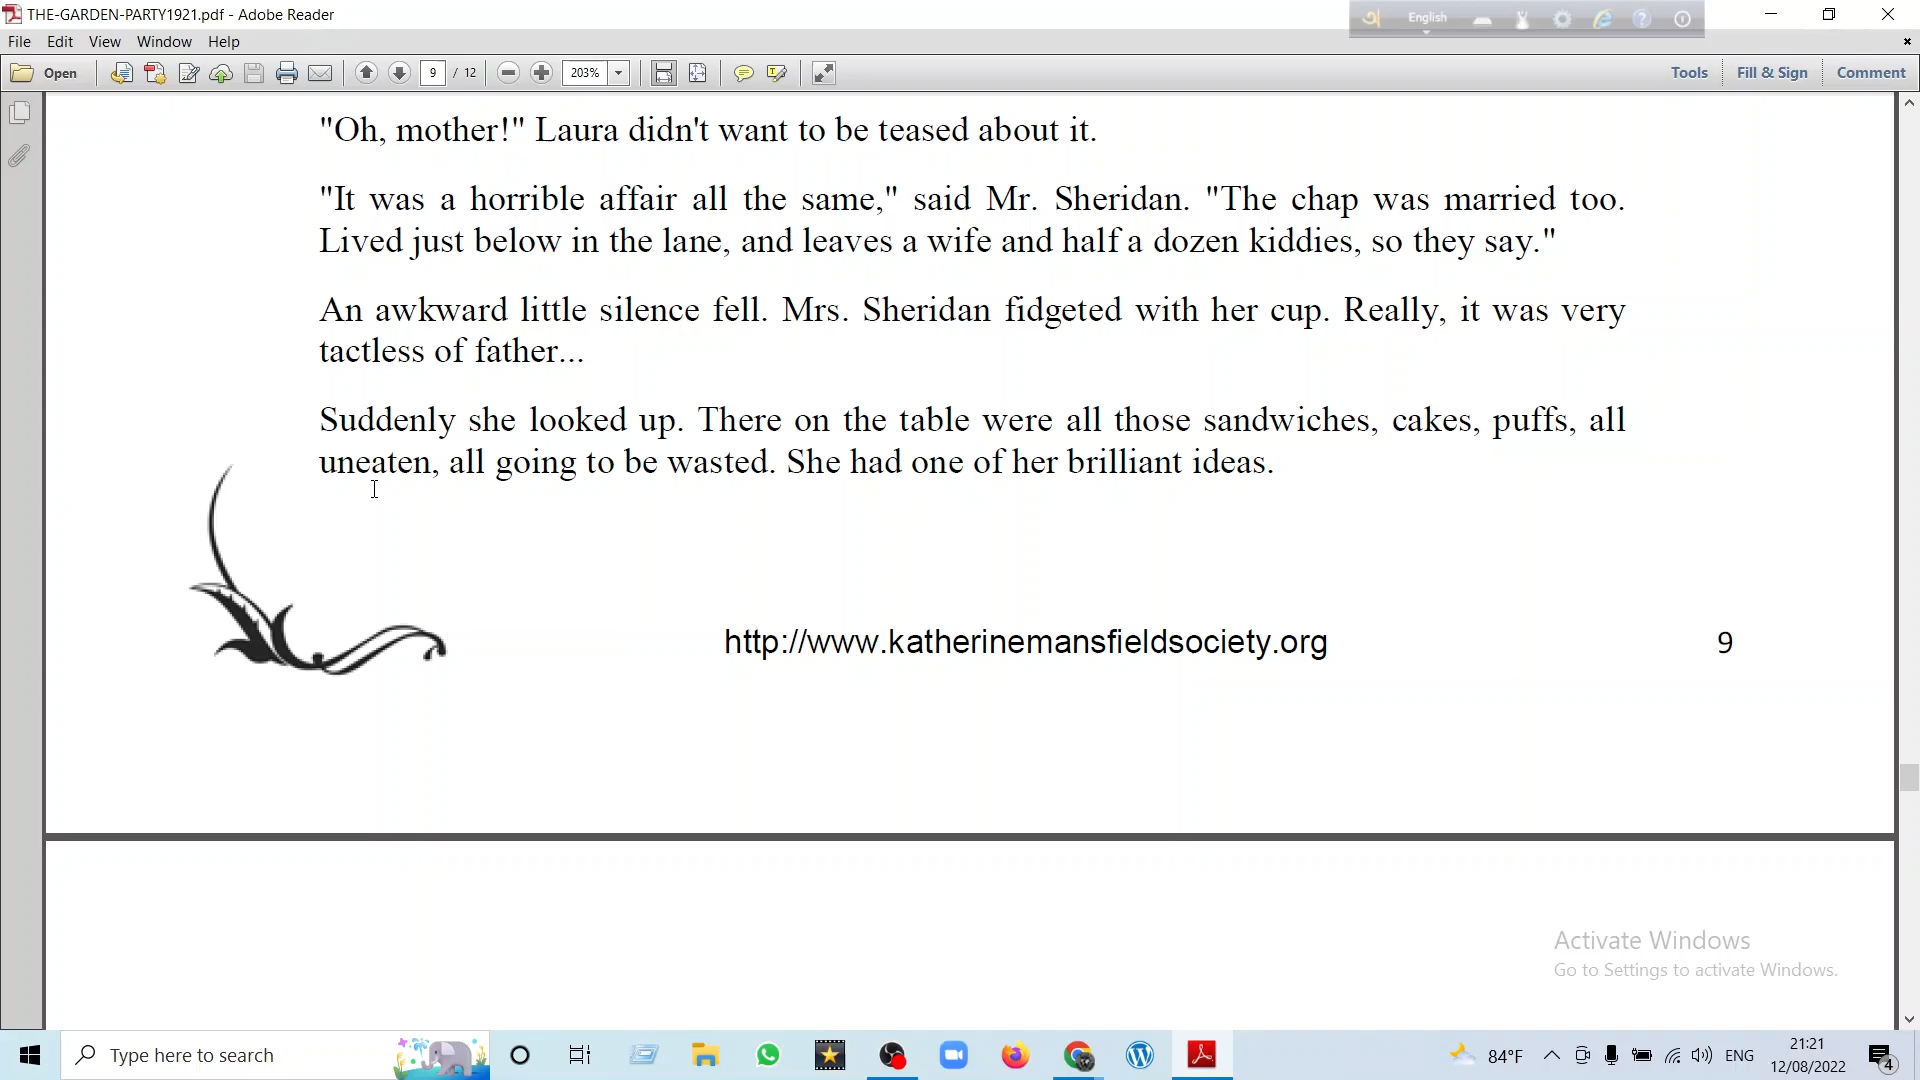 THE-GARDEN-PARTY1921.pdf - Adobe Reader
English
File Edit View Window Help
Open 9 / 12 203% Tools Fill & Sign Comment
"Oh, mother!" Laura didn't want to be teased about it.
"It was a horrible affair all the same," said Mr. Sheridan. "The chap was married too.
Lived just below in the lane, and leaves a wife and half a dozen kiddies, so they say."
An awkward little silence fell. Mrs. Sheridan fidgeted with her cup. Really, it was very
tactless of father...
Suddenly she looked up. There on the table were all those sandwiches, cakes, puffs, all
uneaten, all going to be wasted. She had one of her brilliant ideas.
http://www.katherinemansfieldsociety.org 9
Activate Windows
Go to Settings to activate Windows.
Type here to search 84°F ENG 21:21
12/08/2022 4